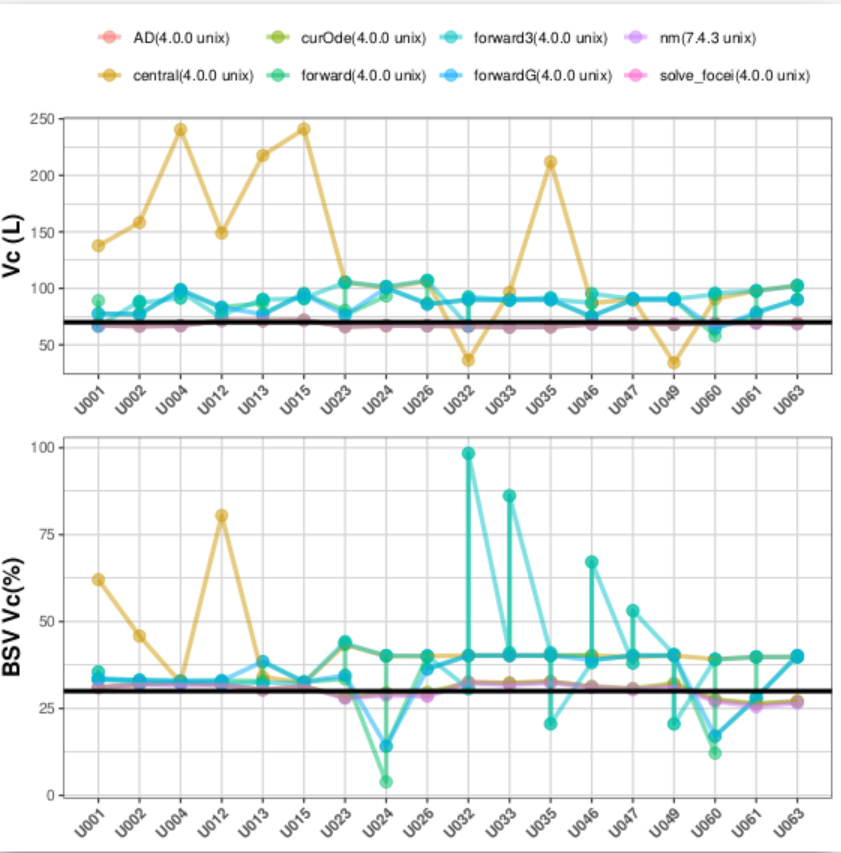 AD(4.0.0 unix) curOde(4.0.0 unix) forward3(4.0.0 unix) nm(7.4.3 unix)
central(4.0.0 unix) forward(4.0.0 unix) forwardG(4.0.0 unix) solve_focei(4.0.0 unix)
Vc (L)
250
200
150
100
50
U001 U002 U004 U012 U013 U015 U023 U024 U026 U032 U033 U035 U046 U047 U049 U060 U061 U063
BSV Vc(%)
100
75
50
25
0
U001 U002 U004 U012 U013 U015 U023 U024 U026 U032 U033 U035 U046 U047 U049 U060 U061 U063